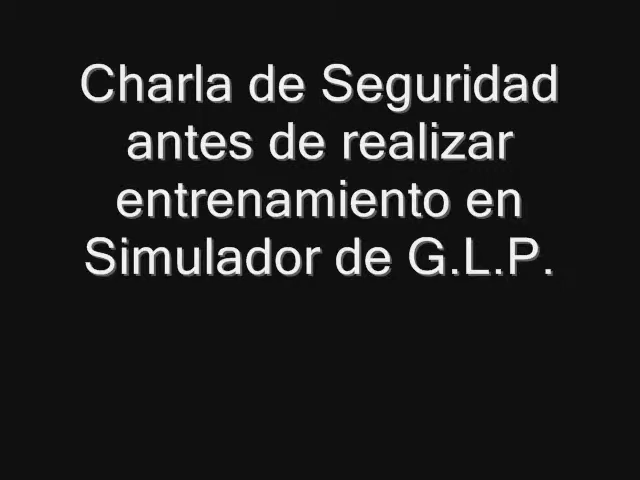 Charla de Seguridad
antes de realizar
entrenamiento en
Simulador de G.L.P.